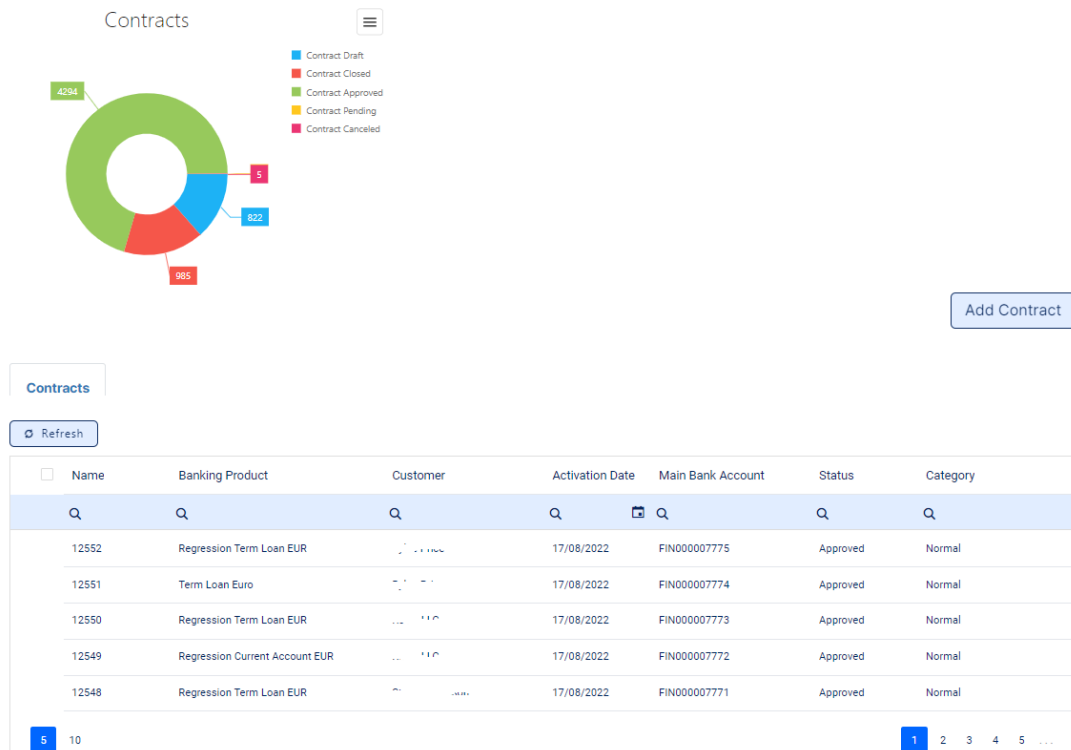 Contracts
Contract Draft
Contract Closed
Contract Approved
Contract Pending
Contract Canceled
4294
5
822
985
Add Contract
Contracts
Refresh
Name Banking Product Customer Activation Date Main Bank Account Status Category
12552 Regression Term Loan EUR 17/08/2022 FIN000007775 Approved Normal
12551 Term Loan Euro 17/08/2022 FIN000007774 Approved Normal
12550 Regression Term Loan EUR 17/08/2022 FIN000007773 Approved Normal
12549 Regression Current Account EUR 17/08/2022 FIN000007772 Approved Normal
12548 Regression Term Loan EUR 17/08/2022 FIN000007771 Approved Normal
5 10 1 2 3 4 5 ...